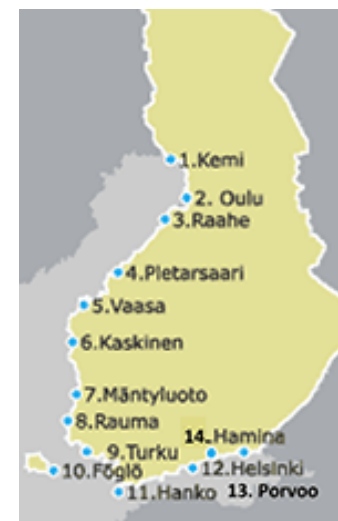 1.Kemi
2. Oulu
3.Raahe
4.Pietarsaari
5.Vaasa
6.Kaskinen
7.Mäntyluoto
8.Rauma
14.Hamina
9.Turku
12.Helsinki
10.Föglö
11.Hanko
13. Porvoo